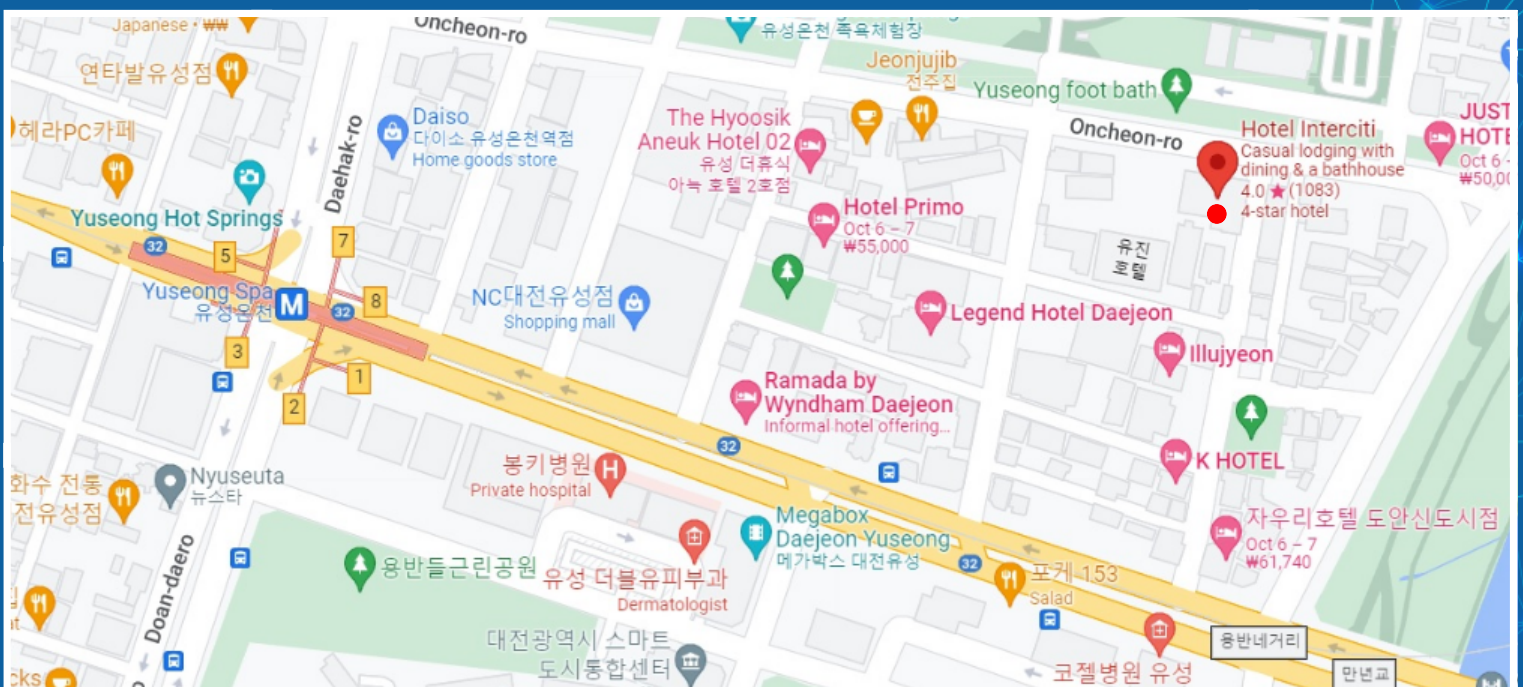 Japanese • ₩₩
Oncheon-ro
유성온천 족욕체험장
연타발유성점
Jeonjujib
전주집
Yuseong foot bath
헤라PC카페
Daiso
다이소 유성온천역점
Home goods store
Daehak-ro
The Hyoosik
Aneuk Hotel 02
유성 더휴식
아늑 호텔 2호점
Oncheon-ro
Hotel Interciti
Casual lodging with
dining & a bathhouse
4.0 ★ (1083)
4-star hotel
JUST
HOTE
Oct 6 -
₩50,00
Yuseong Hot Springs
Hotel Primo
Oct 6 – 7
₩55,000
유진
호텔
32
5
7
8
Yuseong Spa
유성온천
M
32
NC대전유성점
Shopping mall
Legend Hotel Daejeon
3
1
2
Illujyeon
Ramada by
Wyndham Daejeon
Informal hotel offering...
32
K HOTEL
봉키병원
Private hospital
H
Nyuseuta
뉴스타
화수 전통
전유성점
Megabox
Daejeon Yuseong
메가박스 대전유성
자우리호텔 도안신도시점
Oct 6 – 7
₩61,740
Doan-daero
용반들근린공원
유성 더블유피부과
Dermatologist
32
포케 153
Salad
대전광역시 스마트
도시통합센터
용반네거리
코젤병원 유성
만년교
cks